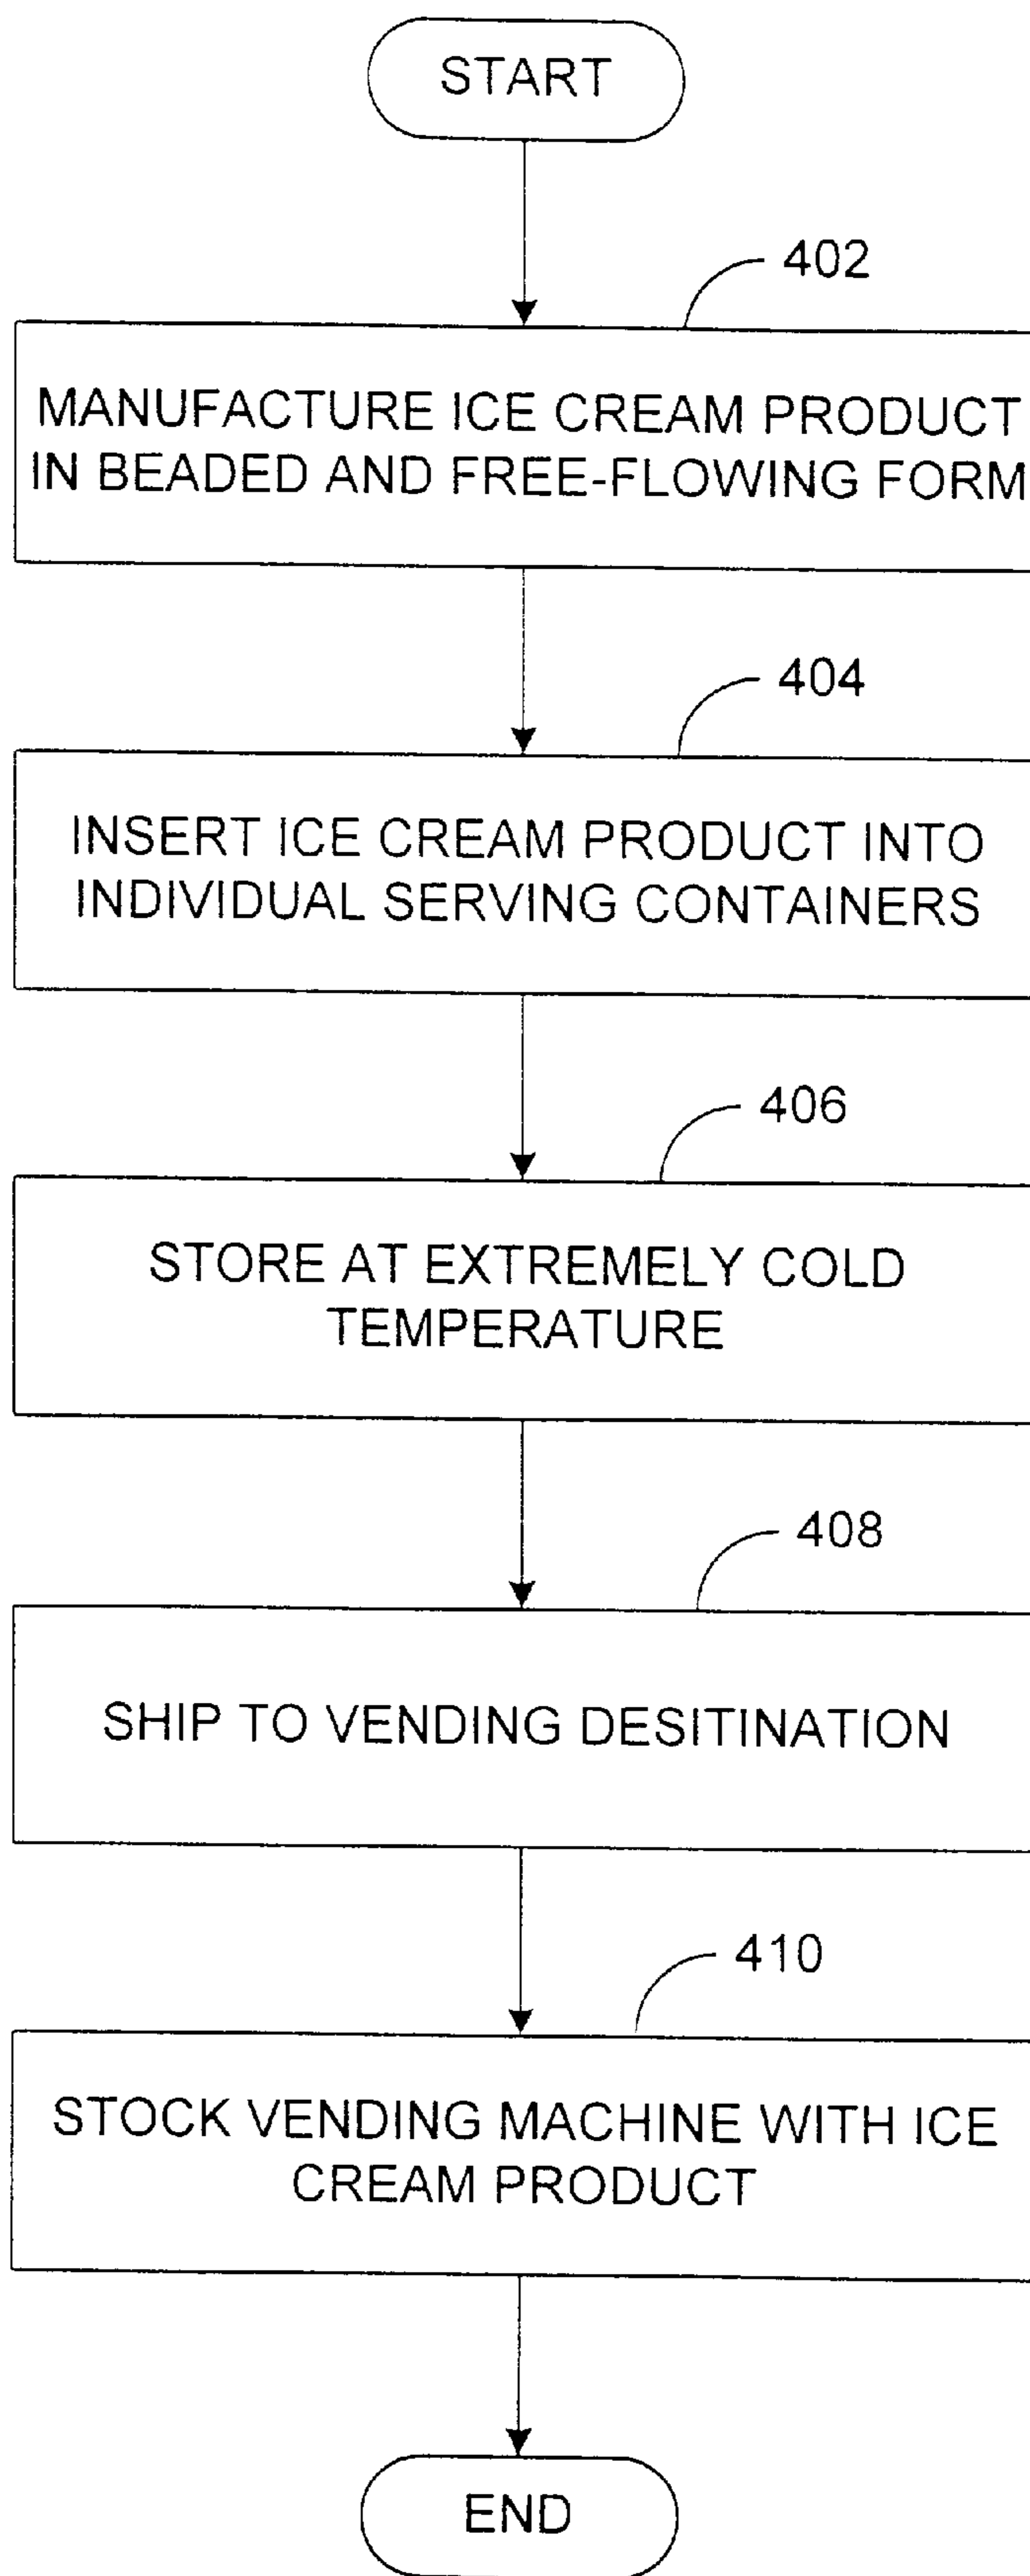 START
402
MANUFACTURE ICE CREAM PRODUCT
IN BEADED AND FREE-FLOWING FORM
404
INSERT ICE CREAM PRODUCT INTO
INDIVIDUAL SERVING CONTAINERS
406
STORE AT EXTREMELY COLD
TEMPERATURE
408
SHIP TO VENDING DESITINATION
410
STOCK VENDING MACHINE WITH ICE
CREAM PRODUCT
END